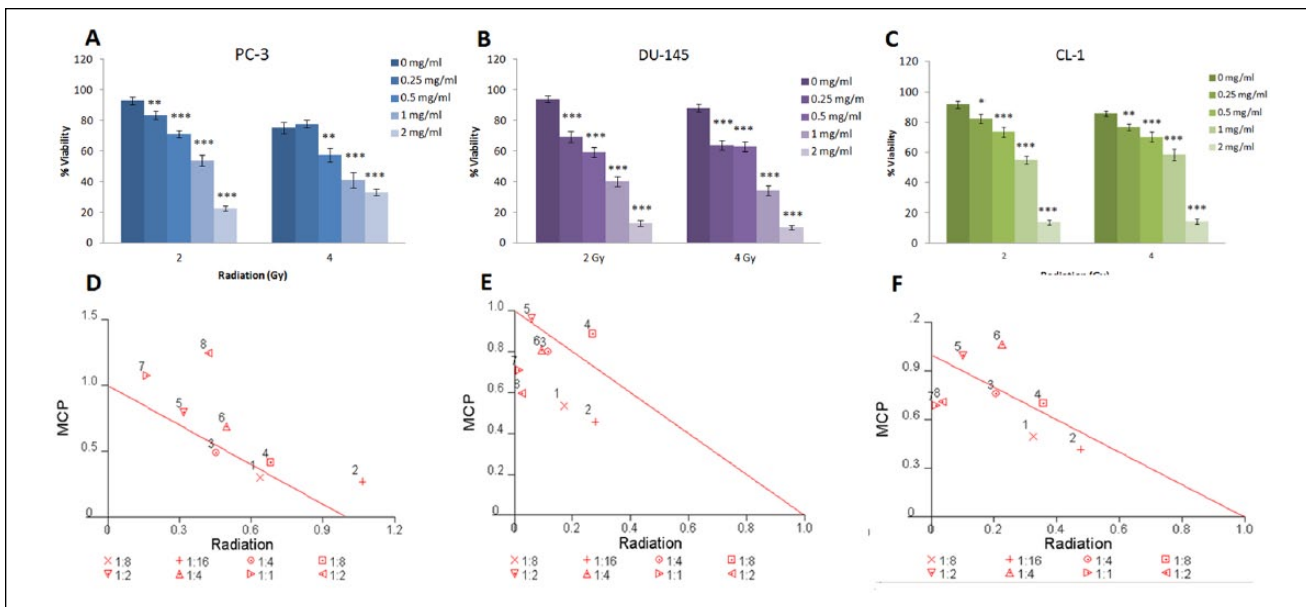 A
PC-3
120
100
80
60
40
20
0
% Viability
** *** *** ***
** *** ***
2 4
Radiation (Gy)
0 mg/ml
0.25 mg/ml
0.5 mg/ml
1 mg/ml
2 mg/ml
B
DU-145
120
100
80
60
40
20
0
% Viability
*** *** *** ***
*** *** *** ***
2 Gy 4 Gy
0 mg/ml
0.25 mg/m
0.5 mg/ml
1 mg/ml
2 mg/ml
C
CL-1
120
100
80
60
40
20
0
% Viability
* *** *** ***
** *** *** ***
2 4
0 mg/ml
0.25 mg/ml
0.5 mg/ml
1 mg/ml
2 mg/ml
D
1.5
1.0
0.5
0
MCP
8
7
5
6
3
4
1
2
0 0.3 0.6 0.9 1.2
Radiation
1:8 1:16 1:4 1:8
1:2 1:4 1:1 1:2
E
1.0
0.8
0.6
0.4
0.2
0
MCP
5
4
6 3
7
8
1
2
0 0.2 0.4 0.6 0.8 1.0
Radiation
1:8 1:16 1:4 1:8
1:2 1:4 1:1 1:2
F
.2
0.9
0.6
0.3
0
MCP
6
5
3
4
7 8
1
2
0 0.2 0.4 0.6 0.8 1.0
Radiation
1:8 1:16 1:4 1:8
1:2 1:4 1:1 1:2